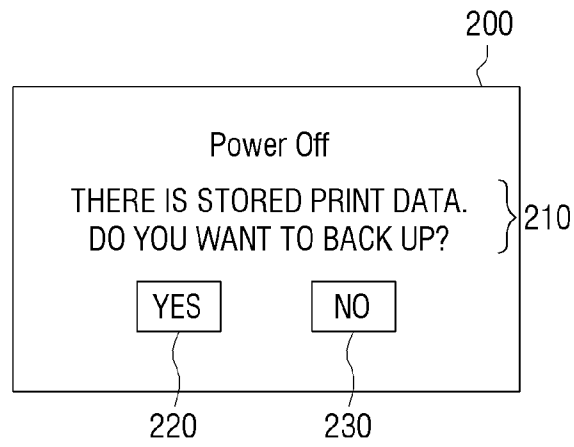 200
Power Off
THERE IS STORED PRINT DATA.
DO YOU WANT TO BACK UP?
210
YES NO
220 230